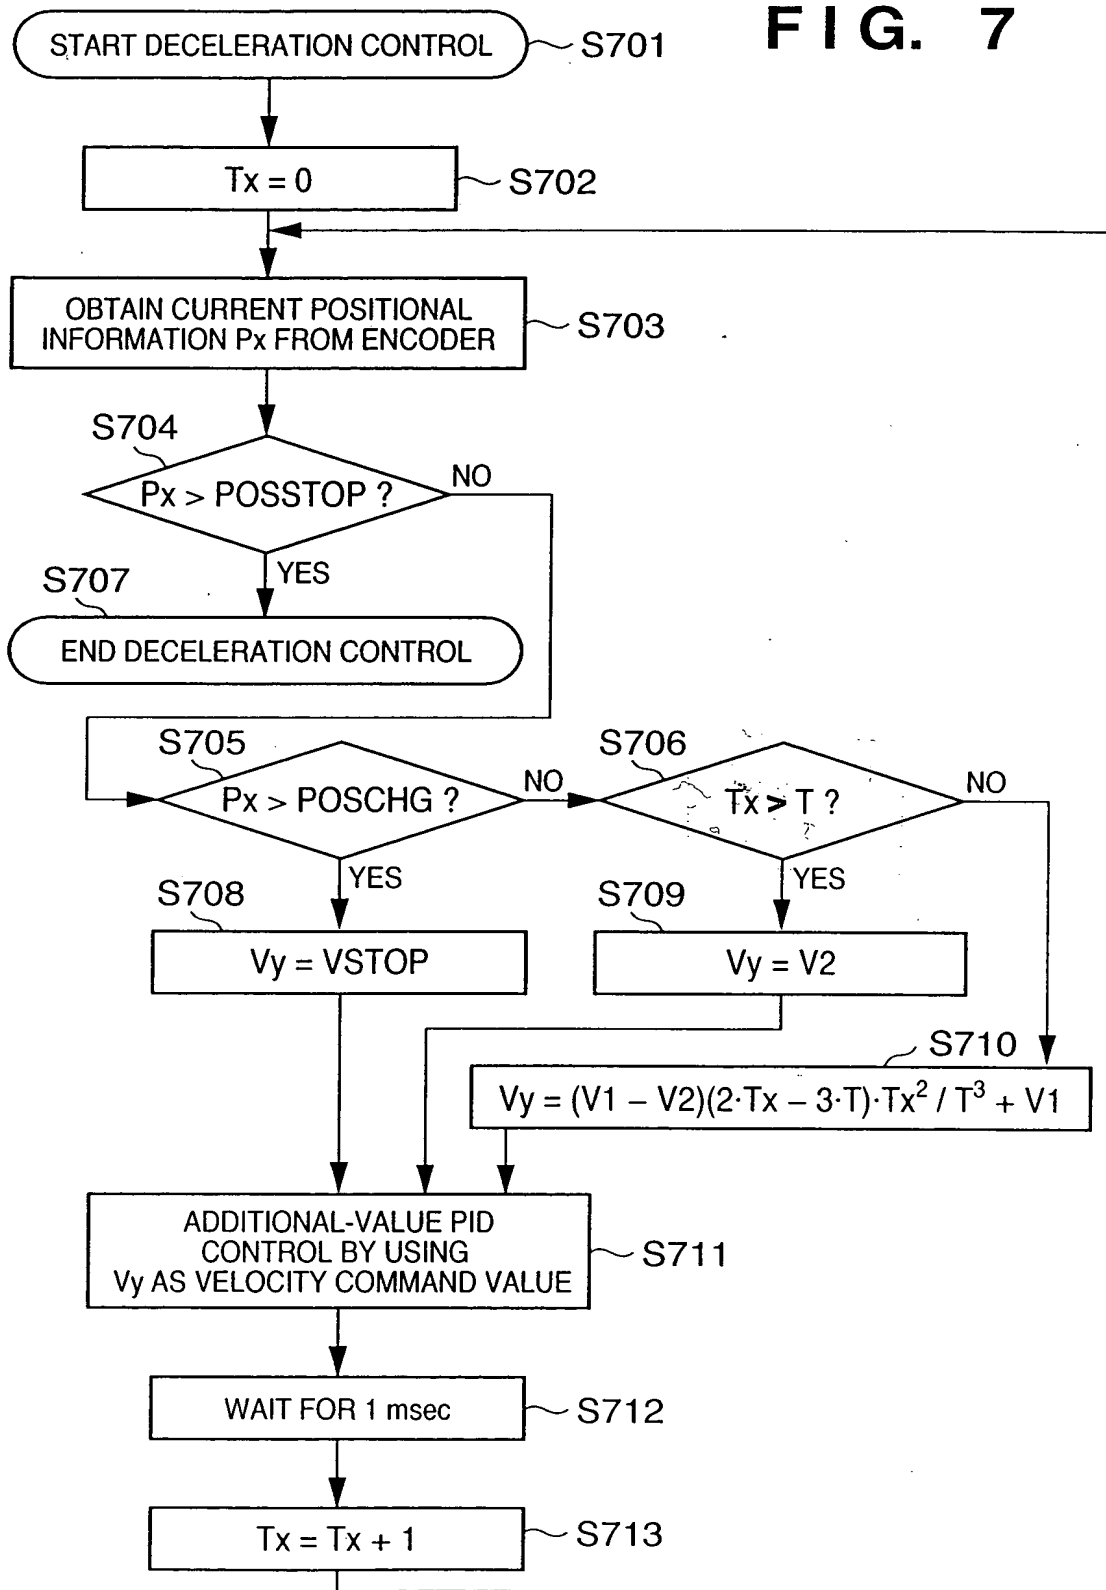 FIG. 7
START DECELERATION CONTROL
S701
Tx = 0
S702
OBTAIN CURRENT POSITIONAL
INFORMATION Px FROM ENCODER
S703
S704
Px > POSSTOP ?
NO
YES
S707
END DECELERATION CONTROL
S705
Px > POSCHG ?
NO
S706
Tx > T ?
NO
YES
S708
Vy = VSTOP
YES
S709
Vy = V2
S710
Vy = (V1 – V2)(2·Tx – 3·T)·Tx² / T³ + V1
ADDITIONAL-VALUE PID
CONTROL BY USING
Vy AS VELOCITY COMMAND VALUE
S711
WAIT FOR 1 msec
S712
Tx = Tx + 1
S713